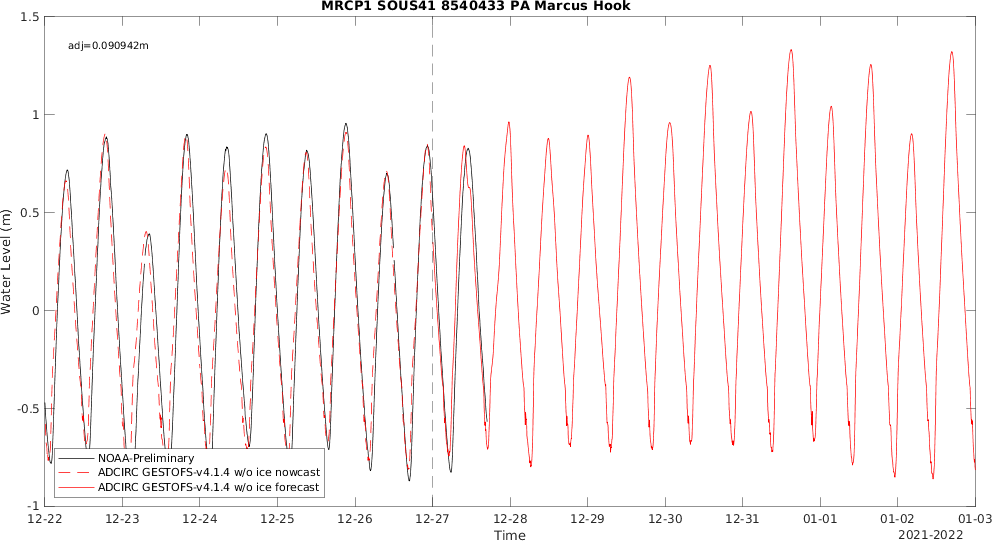 MRCP1 SOUS41 8540433 PA Marcus Hook
adj=0.090942m
1.5
1
0.5
0
-0.5
-1
Water Level (m)
NOAA-Preliminary
ADCIRC GESTOFS-v4.1.4 w/o ice nowcast
ADCIRC GESTOFS-v4.1.4 w/o ice forecast
12-22 12-23 12-24 12-25 12-26 12-27 12-28 12-29 12-30 12-31 01-01 01-02 01-03
Time
2021-2022